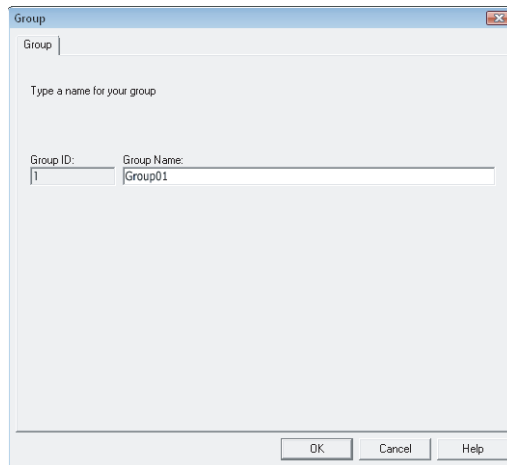 Group
Group
Type a name for your group
Group ID: Group Name:
1 Group01
OK Cancel Help